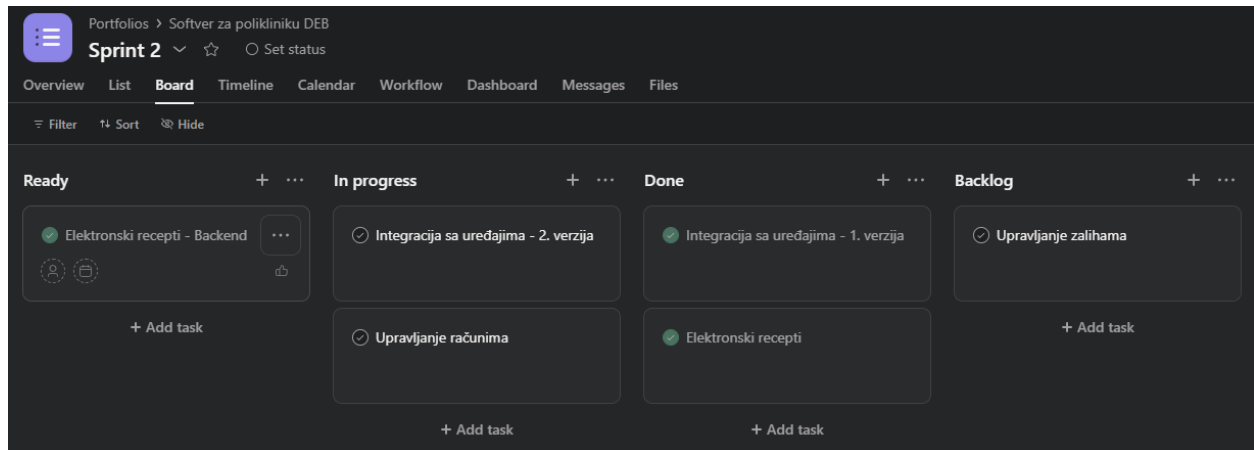 Portfolios > Softver za polikliniku DEB
Sprint 2 Set status
Overview List Board Timeline Calendar Workflow Dashboard Messages Files
Filter Sort Hide
Ready
Elektronski recepti - Backend
+ Add task
In progress
Integracija sa uređajima - 2. verzija
Upravljanje računima
+ Add task
Done
Integracija sa uređajima - 1. verzija
Elektronski recepti
+ Add task
Backlog
Upravljanje zalihama
+ Add task